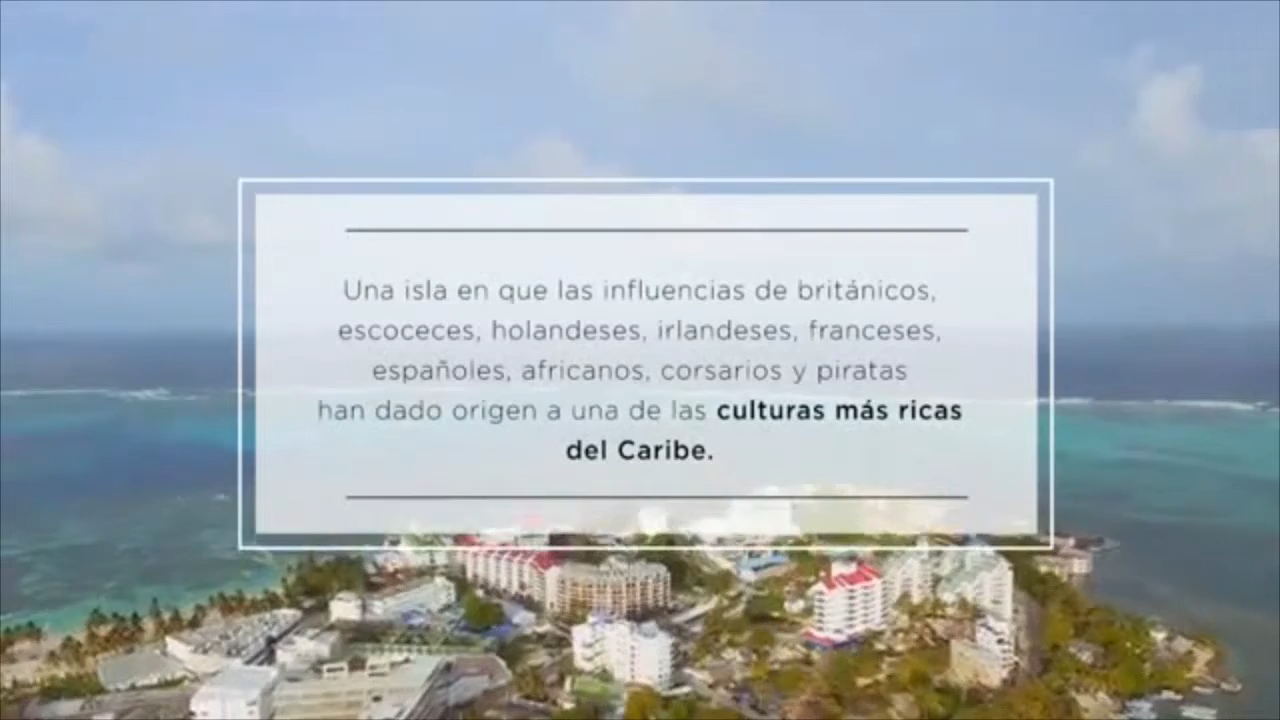 Una isla en que las influencias de británicos,
escoceces, holandeses, irlandeses, franceses,
españoles, africanos, corsarios y piratas
han dado origen a una de las culturas más ricas
del Caribe.